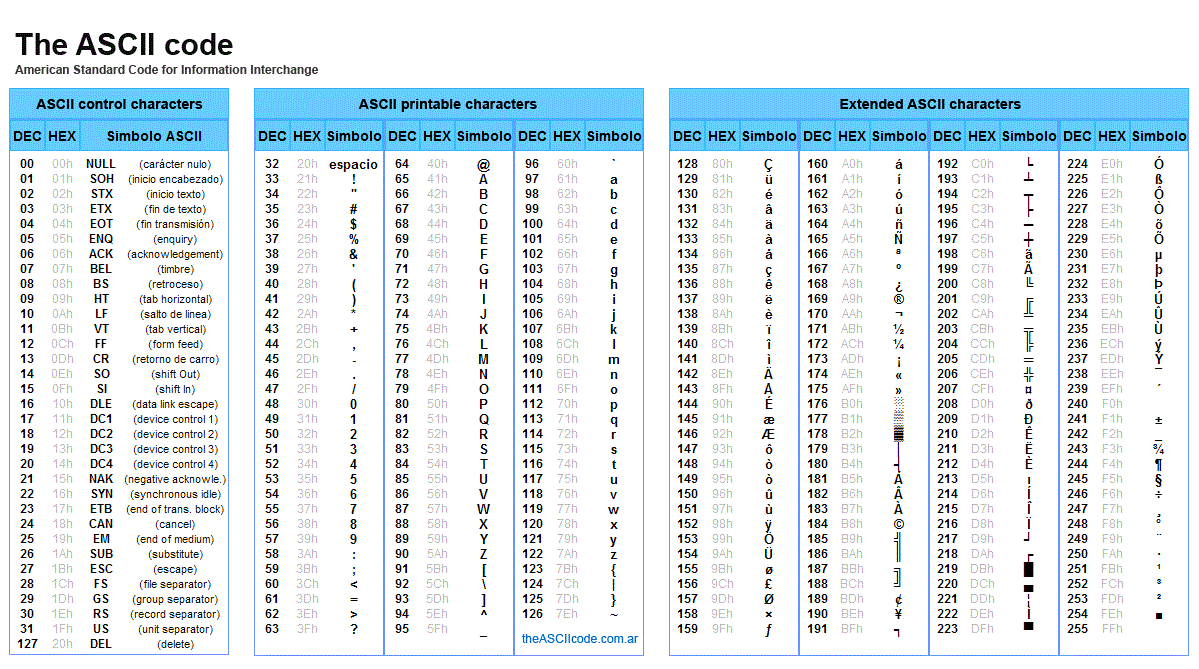 The ASCII code
American Standard Code for Information Interchange
ASCII control characters
DEC HEX Simbolo ASCII
00 00h NULL (carácter nulo)
01 01h SOH (inicio encabezado)
02 02h STX (inicio texto)
03 03h ETX (fin de texto)
04 04h EOT (fin transmisión)
05 05h ENQ (enquiry)
06 06h ACK (acknowledgement)
07 07h BEL (timbre)
08 08h BS (retroceso)
09 09h HT (tab horizontal)
10 0Ah LF (salto de linea)
11 0Bh VT (tab vertical)
12 0Ch FF (form feed)
13 0Dh CR (retorno de carro)
14 0Eh SO (shift Out)
15 0Fh SI (shift In)
16 10h DLE (data link escape)
17 11h DC1 (device control 1)
18 12h DC2 (device control 2)
19 13h DC3 (device control 3)
20 14h DC4 (device control 4)
21 15h NAK (negative acknowle.)
22 16h SYN (synchronous idle)
23 17h ETB (end of trans. block)
24 18h CAN (cancel)
25 19h EM (end of medium)
26 1Ah SUB (substitute)
27 1Bh ESC (escape)
28 1Ch FS (file separator)
29 1Dh GS (group separator)
30 1Eh RS (record separator)
31 1Fh US (unit separator)
127 20h DEL (delete)
ASCII printable characters
DEC HEX Simbolo DEC HEX Simbolo DEC HEX Simbolo
32 20h espacio 64 40h @ 96 60h `
33 21h ! 65 41h A 97 61h a
34 22h " 66 42h B 98 62h b
35 23h # 67 43h C 99 63h c
36 24h $ 68 44h D 100 64h d
37 25h % 69 45h E 101 65h e
38 26h & 70 46h F 102 66h f
39 27h ' 71 47h G 103 67h g
40 28h ( 72 48h H 104 68h h
41 29h ) 73 49h I 105 69h i
42 2Ah * 74 4Ah J 106 6Ah j
43 2Bh + 75 4Bh K 107 6Bh k
44 2Ch , 76 4Ch L 108 6Ch l
45 2Dh - 77 4Dh M 109 6Dh m
46 2Eh . 78 4Eh N 110 6Eh n
47 2Fh / 79 4Fh O 111 6Fh o
48 30h 0 80 50h P 112 70h p
49 31h 1 81 51h Q 113 71h q
50 32h 2 82 52h R 114 72h r
51 33h 3 83 53h S 115 73h s
52 34h 4 84 54h T 116 74h t
53 35h 5 85 55h U 117 75h u
54 36h 6 86 56h V 118 76h v
55 37h 7 87 57h W 119 77h w
56 38h 8 88 58h X 120 78h x
57 39h 9 89 59h Y 121 79h y
58 3Ah : 90 5Ah Z 122 7Ah z
59 3Bh ; 91 5Bh [ 123 7Bh {
60 3Ch < 92 5Ch \ 124 7Ch |
61 3Dh = 93 5Dh ] 125 7Dh }
62 3Eh > 94 5Eh ^ 126 7Eh ~
63 3Fh ? 95 5Fh _
theASCIIcode.com.ar
Extended ASCII characters
DEC HEX Simbolo DEC HEX Simbolo DEC HEX Simbolo DEC HEX Simbolo
128 80h Ç 160 A0h á 192 C0h └ 224 E0h Ó
129 81h ü 161 A1h í 193 C1h ┴ 225 E1h ß
130 82h é 162 A2h ó 194 C2h ┬ 226 E2h Ô
131 83h â 163 A3h ú 195 C3h ├ 227 E3h Ò
132 84h ä 164 A4h ñ 196 C4h ─ 228 E4h õ
133 85h à 165 A5h Ñ 197 C5h ┼ 229 E5h Õ
134 86h å 166 A6h ª 198 C6h ã 230 E6h µ
135 87h ç 167 A7h º 199 C7h Ã 231 E7h þ
136 88h ê 168 A8h ¿ 200 C8h ╚ 232 E8h Þ
137 89h ë 169 A9h ® 201 C9h ╔ 233 E9h Ú
138 8Ah è 170 AAh ¬ 202 CAh ╩ 234 EAh Û
139 8Bh ï 171 ABh ½ 203 CBh ╦ 235 EBh Ù
140 8Ch î 172 ACh ¼ 204 CCh ╠ 236 ECh ý
141 8Dh ì 173 ADh ¡ 205 CDh ═ 237 EDh Ý
142 8Eh Ä 174 AEh « 206 CEh ╬ 238 EEh ¯
143 8Fh Å 175 AFh » 207 CFh ¤ 239 EFh ´
144 90h É 176 B0h ░ 208 D0h ð 240 F0h
145 91h æ 177 B1h ▒ 209 D1h Ð 241 F1h ±
146 92h Æ 178 B2h ▓ 210 D2h Ê 242 F2h ‗
147 93h ô 179 B3h │ 211 D3h Ë 243 F3h ¾
148 94h ö 180 B4h ┤ 212 D4h È 244 F4h ¶
149 95h ò 181 B5h Á 213 D5h ı 245 F5h §
150 96h û 182 B6h Â 214 D6h Í 246 F6h ÷
151 97h ù 183 B7h À 215 D7h Î 247 F7h ¸
152 98h ÿ 184 B8h © 216 D8h Ï 248 F8h °
153 99h Ö 185 B9h ╣ 217 D9h ┘ 249 F9h ¨
154 9Ah Ü 186 BAh ║ 218 DAh ┌ 250 FAh ·
155 9Bh ø 187 BBh ╗ 219 DBh █ 251 FBh ¹
156 9Ch £ 188 BCh ╝ 220 DCh ▄ 252 FCh ³
157 9Dh Ø 189 BDh ¢ 221 DDh ¦ 253 FDh ²
158 9Eh × 190 BEh ¥ 222 DEh Ì 254 FEh ■
159 9Fh ƒ 191 BFh ┐ 223 DFh ▀ 255 FFh